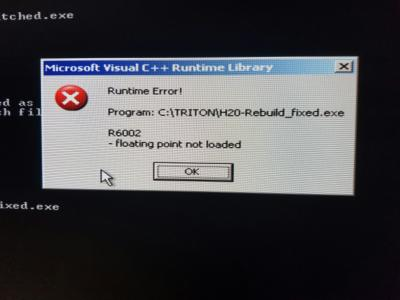 tched.exe
Microsoft Visual C++ Runtime Library
Runtime Error!
Program: C:\TRITON\H20-Rebuild_fixed.exe
ed as
R6002
h fil
- floating point not loaded
OK
ixed.exe